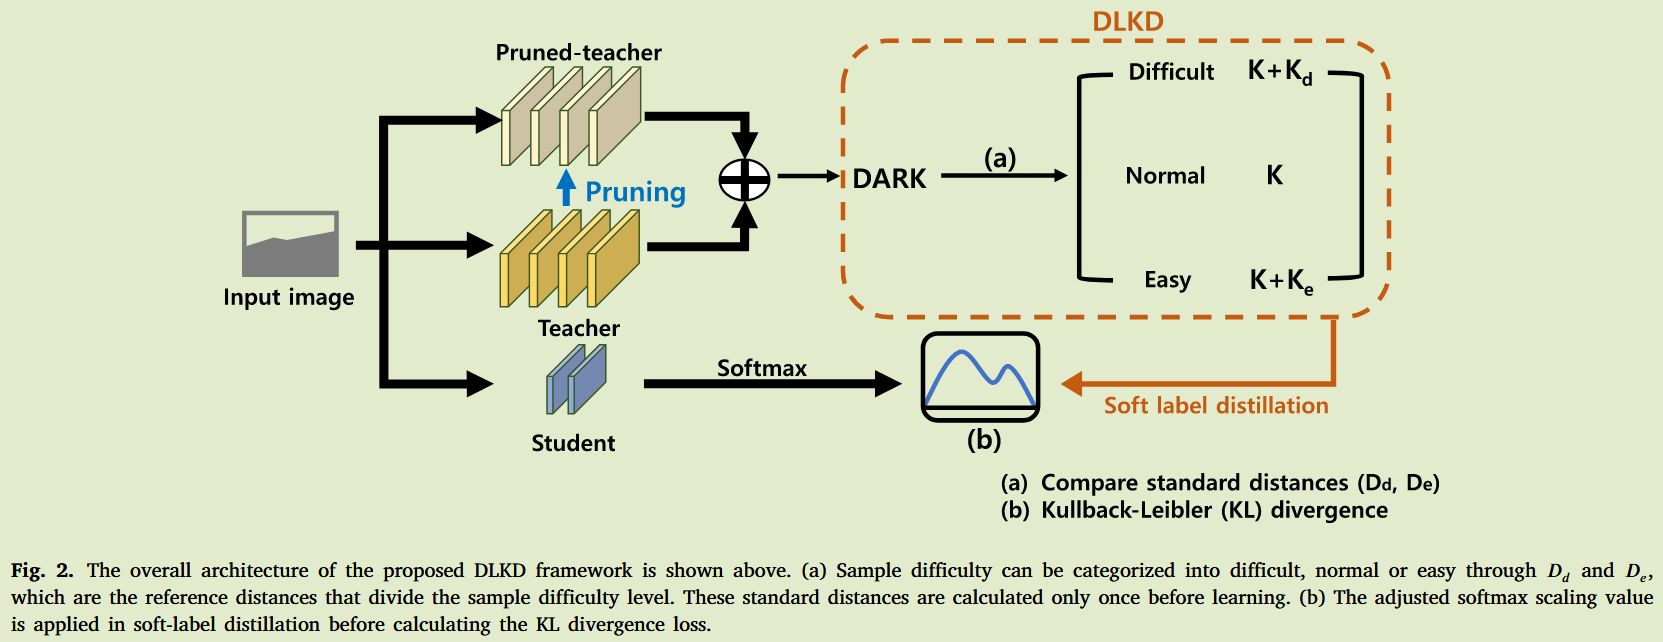 DLKD
Pruned-teacher
Difficult K+Kd
Pruning
DARK
(a)
Normal K
Easy K+Ke
Input image
Teacher
Softmax
Student
Soft label distillation
(b)
(a) Compare standard distances (Dd, De)
(b) Kullback-Leibler (KL) divergence
Fig. 2. The overall architecture of the proposed DLKD framework is shown above. (a) Sample difficulty can be categorized into difficult, normal or easy through Dd and De,
which are the reference distances that divide the sample difficulty level. These standard distances are calculated only once before learning. (b) The adjusted softmax scaling value
is applied in soft-label distillation before calculating the KL divergence loss.